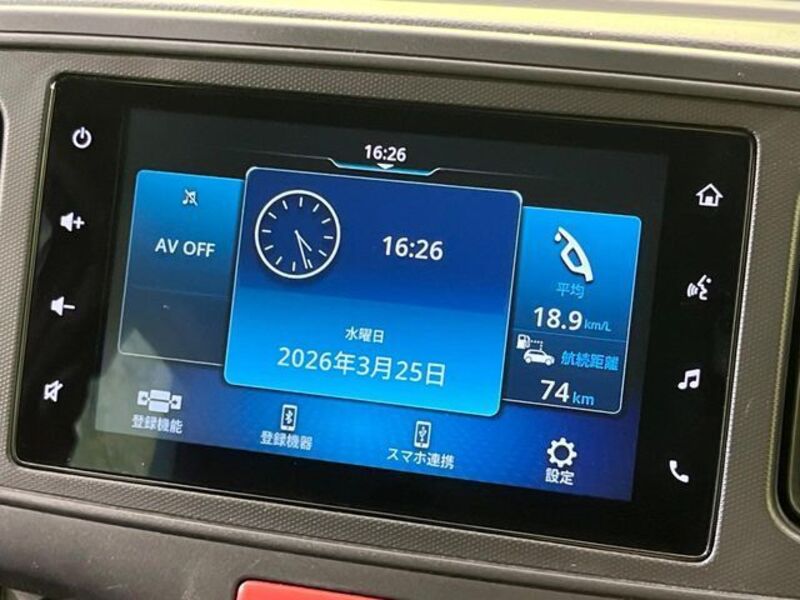 16:26
AV OFF
16:26
水曜日
2026年3月25日
平均
18.9 km/L
航続距離
74 km
登録機能
登録機器
スマホ連携
設定